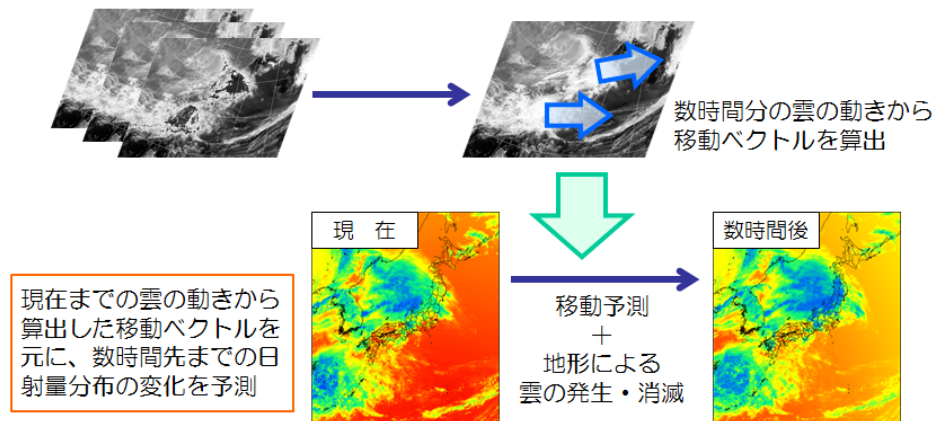 数時間分の雲の動きから
移動ベクトルを算出
現 在
数時間後
現在までの雲の動きから
算出した移動ベクトルを
元に、数時間先までの日
射量分布の変化を予測
移動予測
＋
地形による
雲の発生・消滅